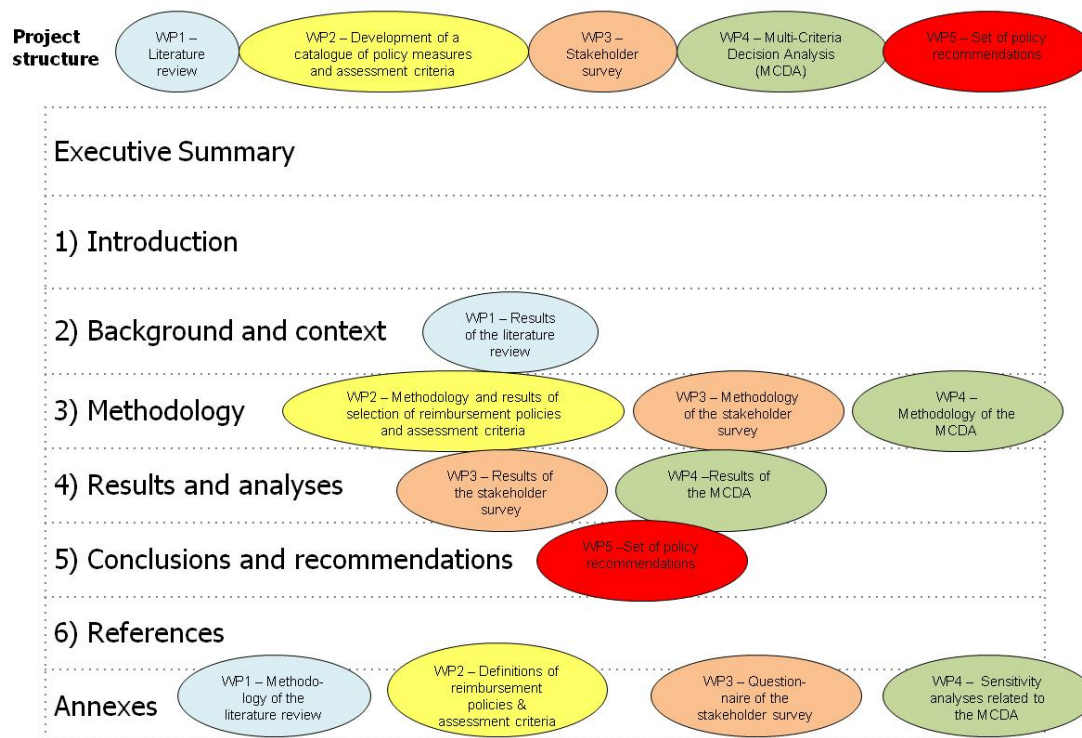 Project
structure
WP1 –
Literature
review
WP2 – Development of a
catalogue of policy measures
and assessment criteria
WP3 –
Stakeholder
survey
WP4 – Multi-Criteria
Decision Analysis
(MCDA)
WP5 – Set of policy
recommendations
Executive Summary
1) Introduction
2) Background and context
WP1 – Results
of the literature
review
3) Methodology
WP2 – Methodology and results of
selection of reimbursement policies
and assessment criteria
WP3 – Methodology
of the stakeholder
survey
WP4 –
Methodology of the
MCDA
4) Results and analyses
WP3 – Results of
the stakeholder
survey
WP4 –Results of
the MCDA
5) Conclusions and recommendations
WP5 –Set of policy
recommendations
6) References
Annexes
WP1 – Methodo-
logy of the
literature review
WP2 – Definitions of
reimbursement
policies &
assessment criteria
WP3 – Question-
naire of the
stakeholder survey
WP4 – Sensitivity
analyses related to
the MCDA